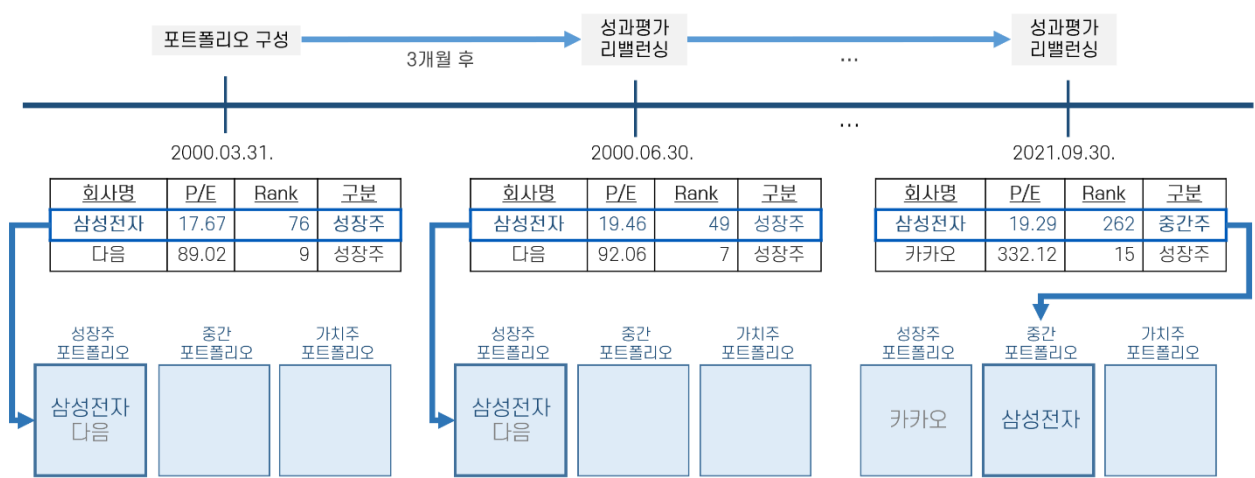 포트폴리오 구성
3개월 후
성과평가
리밸런싱
...
성과평가
리밸런싱
...
2000.03.31.
2000.06.30.
2021.09.30.
회사명 P/E Rank 구분
삼성전자 17.67 76 성장주
다음 89.02 9 성장주
회사명 P/E Rank 구분
삼성전자 19.46 49 성장주
다음 92.06 7 성장주
회사명 P/E Rank 구분
삼성전자 19.29 262 중간주
카카오 332.12 15 성장주
성장주
포트폴리오
중간
포트폴리오
가치주
포트폴리오
삼성전자
다음
성장주
포트폴리오
중간
포트폴리오
가치주
포트폴리오
삼성전자
다음
성장주
포트폴리오
중간
포트폴리오
가치주
포트폴리오
카카오
삼성전자